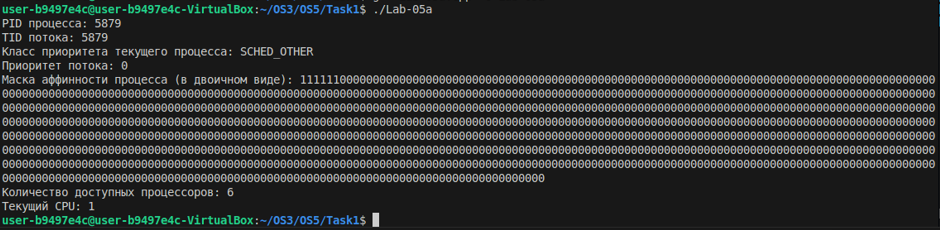 user-b9497e4c@user-b9497e4c-VirtualBox:~/OS3/OS5/Task1$ ./Lab-05a
PID процесса: 5879
TID потока: 5879
Класс приоритета текущего процесса: SCHED_OTHER
Приоритет потока: 0
Маска аффинности процесса (в двоичном виде): 111111000000000000000000000000000000000000000000000000000000000000000000000000000000000000000000
000000000000000000000000000000000000000000000000000000000000000000000000000000000000000000000000000000000000000000000000000000000000000000000
000000000000000000000000000000000000000000000000000000000000000000000000000000000000000000000000000000000000000000000000000000000000000000000
000000000000000000000000000000000000000000000000000000000000000000000000000000000000000000000000000000000000000000000000000000000000000000000
000000000000000000000000000000000000000000000000000000000000000000000000000000000000000000000000000000000000000000000000000000000000000000000
000000000000000000000000000000000000000000000000000000000000000000000000000000000000000000000000000000000000000000000000000000000000000000000
000000000000000000000000000000000000000000000000000000000000000000000000000000000000000000000000000000000000000000000000000000000000000000000
0000000000000000000000000000000000000000000000000000000000000000000000000000000000
Количество доступных процессоров: 6
Текущий CPU: 1
user-b9497e4c@user-b9497e4c-VirtualBox:~/OS3/OS5/Task1$